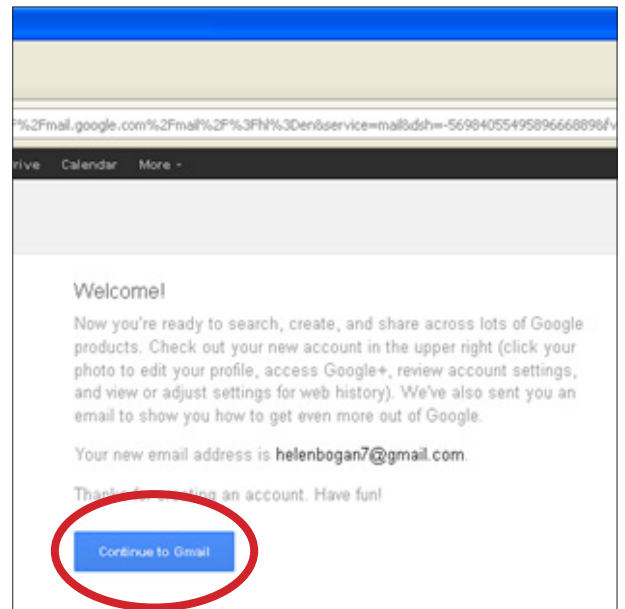 %2Fmail.google.com%2Fmail%2F%3Fhl%3Den&service=mail&dsh=-5698405549589666889&fv
rive Calendar More
Welcome!
Now you're ready to search, create, and share across lots of Google
products. Check out your new account in the upper right (click your
photo to edit your profile, access Google+, review account settings,
and view or adjust settings for web history). We've also sent you an
email to show you how to get even more out of Google.
Your new email address is helenbogan7@gmail.com.
Thanks for creating an account. Have fun!
Continue to Gmail